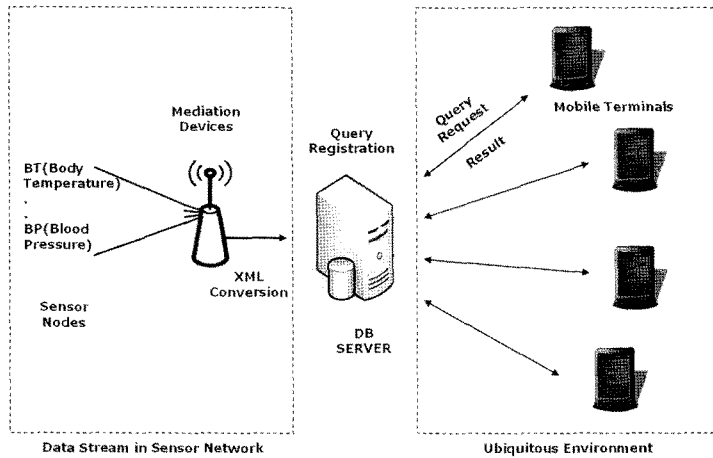 Mediation
Devices
BT(Body
Temperature)
.
.
BP(Blood
Pressure)
Sensor
Nodes
XML
Conversion
Query
Registration
DB
SERVER
Query
Request
Result
Mobile Terminals
Data Stream in Sensor Network
Ubiquitous Environment